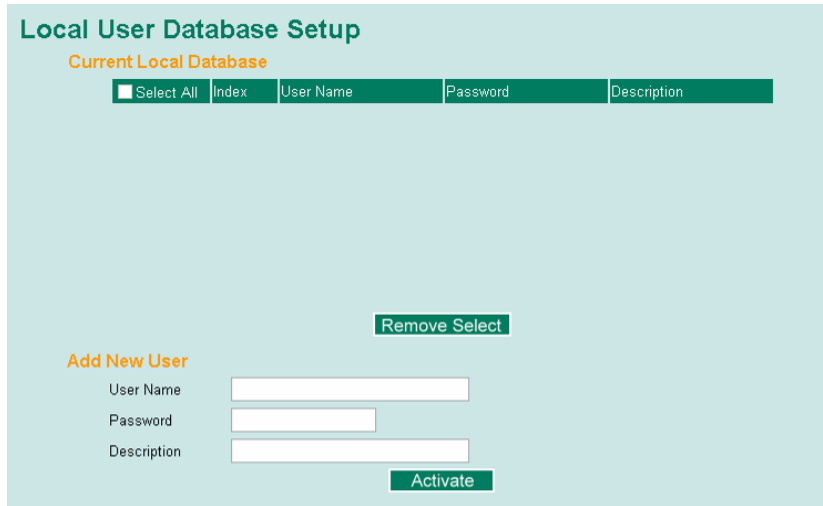 Local User Database Setup
Current Local Database
Select All Index User Name Password Description
Remove Select
Add New User
User Name
Password
Description
Activate